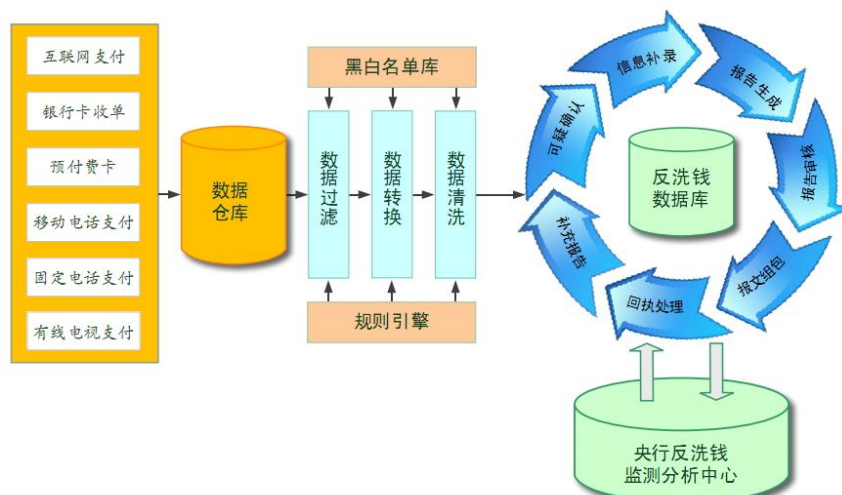 互联网支付
银行卡收单
预付费卡
移动电话支付
固定电话支付
有线电视支付
数据
仓库
黑白名单库
数据过滤
数据转换
数据清洗
规则引擎
可疑确认
信息补录
报告生成
报告审核
报文组包
回执处理
补充报告
反洗钱
数据库
央行反洗钱
监测分析中心